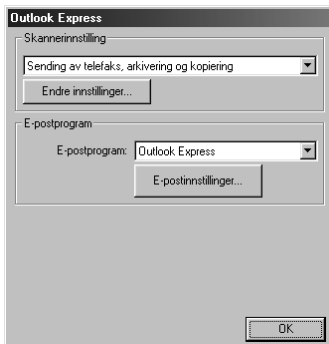 Outlook Express
Skannerinnstilling
Sending av telefaks, arkivering og kopiering
Endre innstillinger...
E-postprogram
E-postprogram: Outlook Express
E-postinnstillinger...
OK